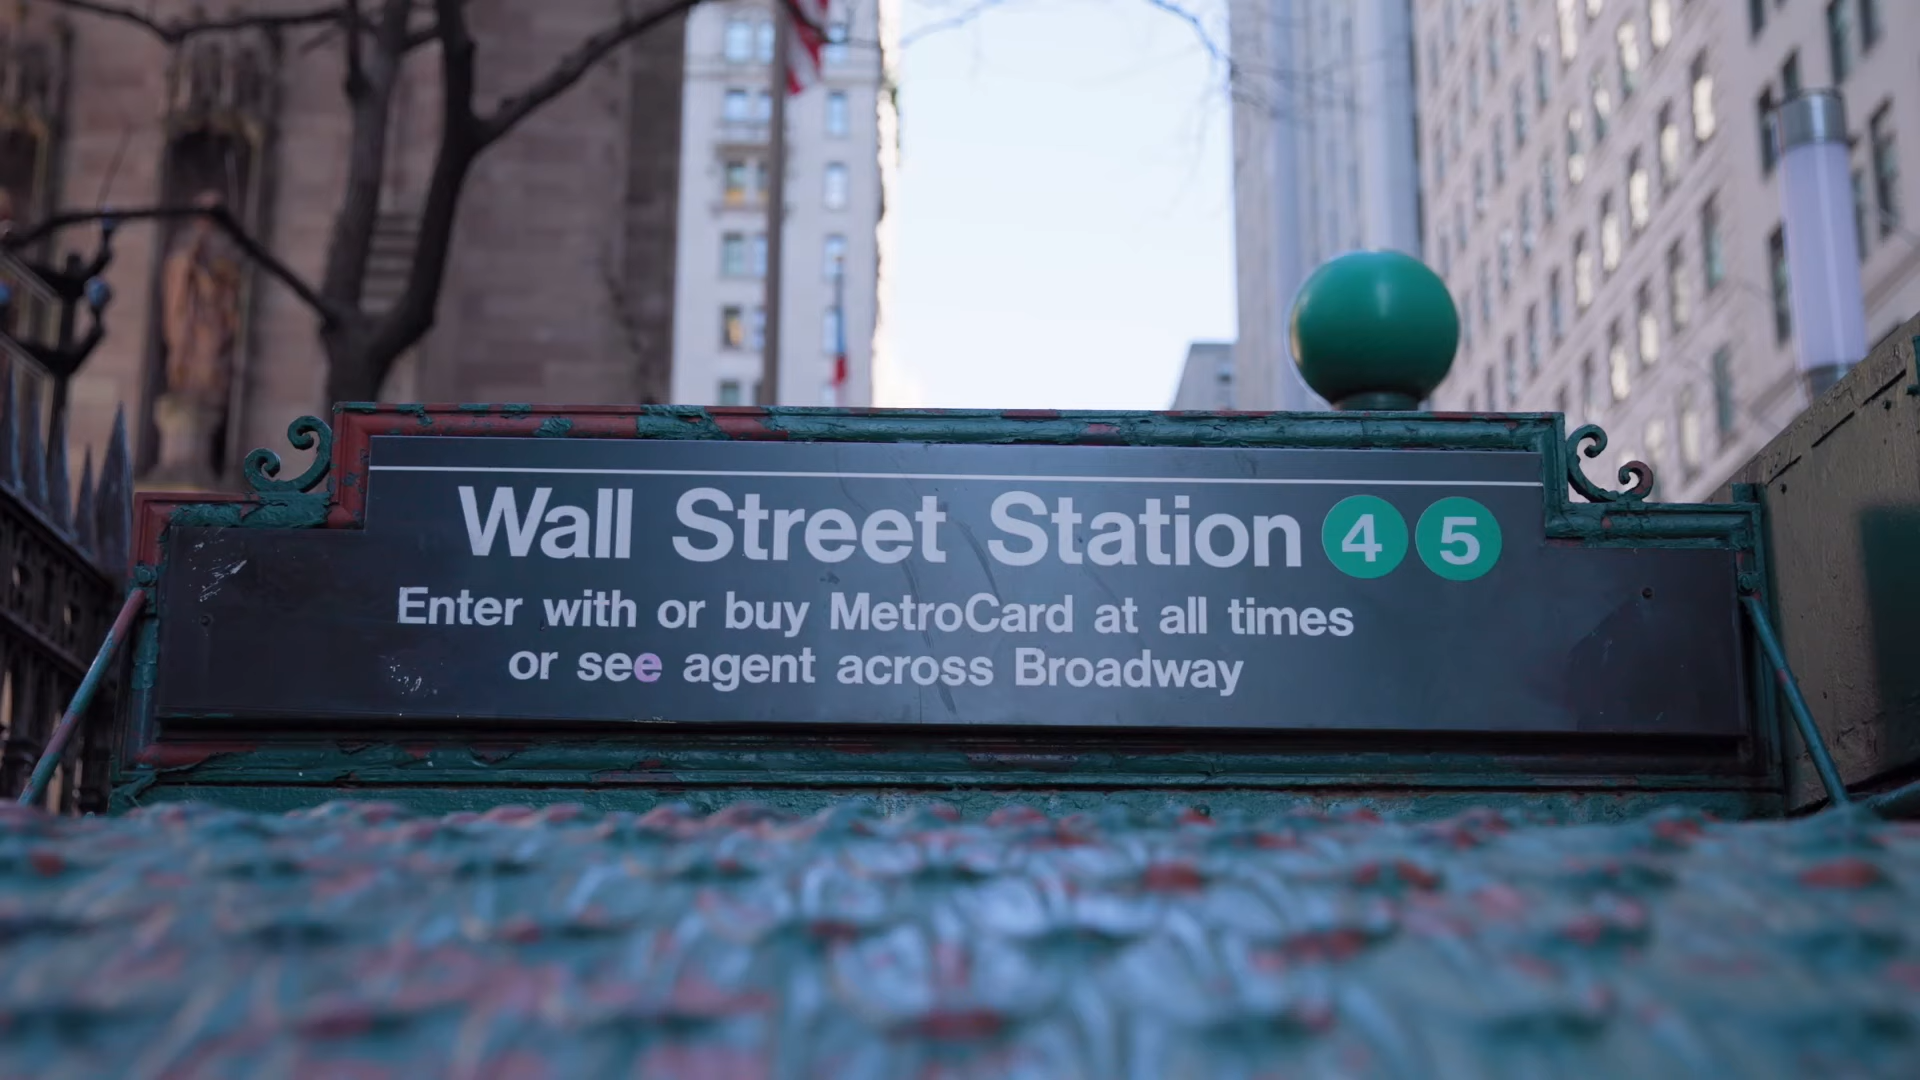 Wall Street Station 4 5
Enter with or buy MetroCard at all times
or see agent across Broadway